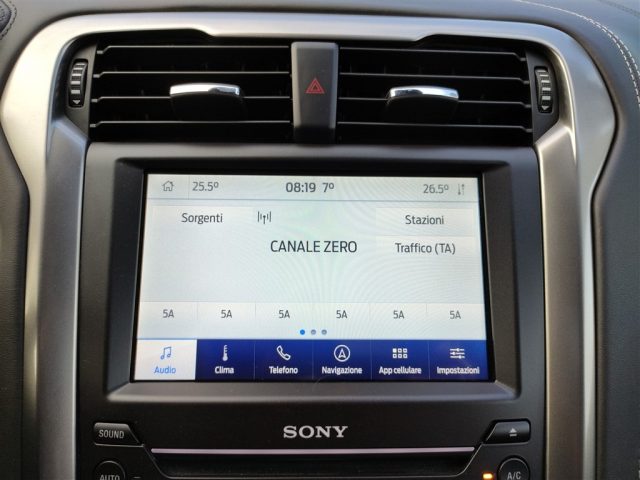 25.5° 08:19 7° 26.5°
Sorgenti Stazioni
CANALE ZERO Traffico (TA)
5A 5A 5A 5A 5A 5A
Audio Clima Telefono Navigazione App cellulare Impostazioni
SOUND SONY
AUTO A/C